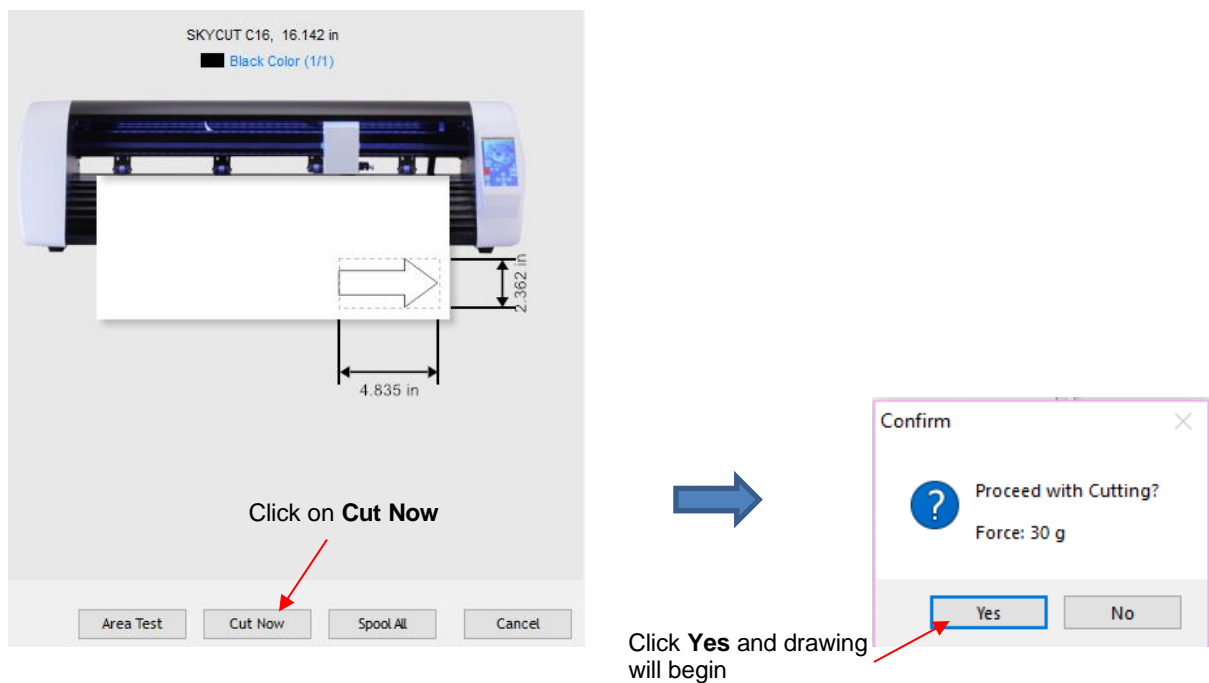 SKYCUT C16, 16.142 in
Black Color (1/1)
2.362 in
4.835 in
Click on Cut Now
Area Test
Cut Now
Spool All
Cancel
Confirm
Proceed with Cutting?
Force: 30 g
Yes
No
Click Yes and drawing
will begin